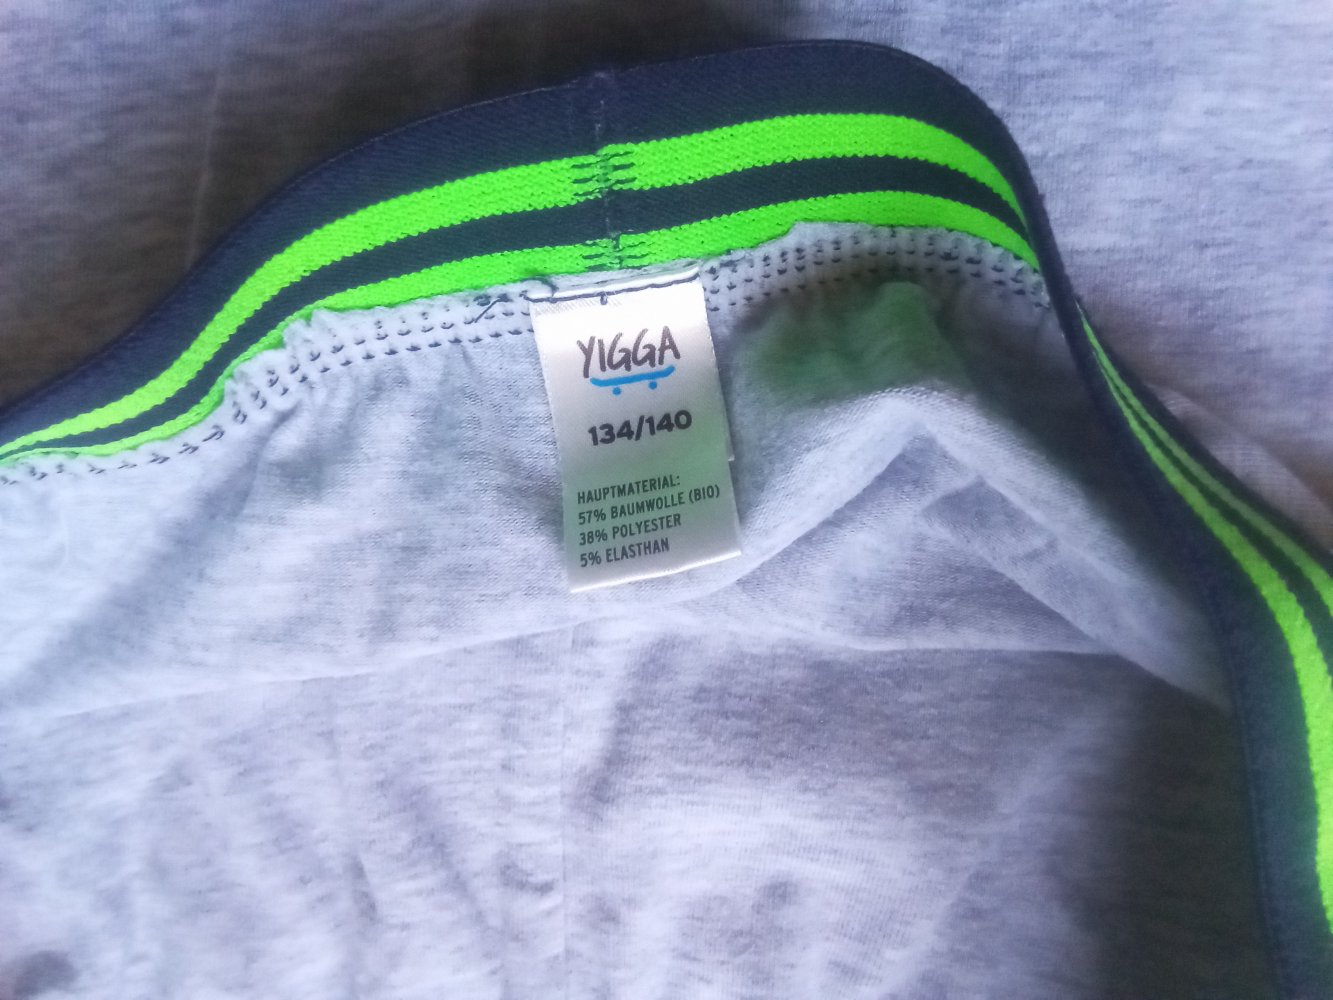 YIGGA
134/140
HAUPTMATERIAL:
57% BAUMWOLLE (BIO)
38% POLYESTER
5% ELASTHAN